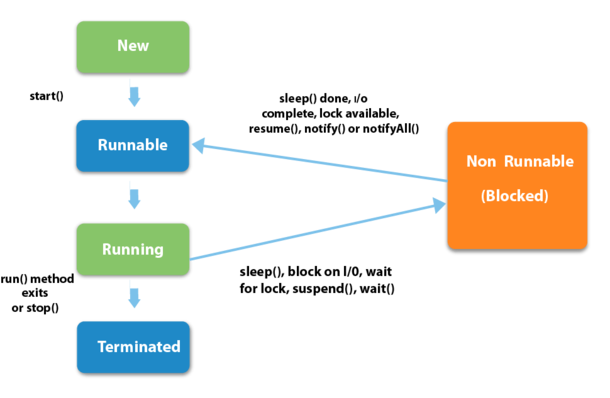 New
start()
sleep() done, i/o
complete, lock available,
resume(), notify() or notifyAll()
Runnable
Non Runnable
(Blocked)
Running
sleep(), block on I/0, wait
for lock, suspend(), wait()
run() method
exits
or stop()
Terminated